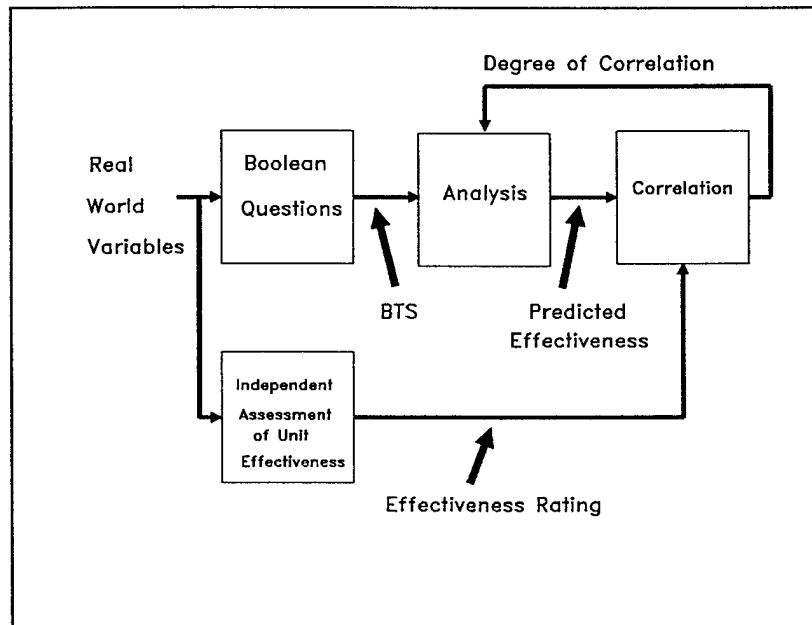 Degree of Correlation
Real
World
Variables
Boolean
Questions
Analysis
Correlation
BTS
Predicted
Effectiveness
Independent
Assessment
of Unit
Effectiveness
Effectiveness Rating